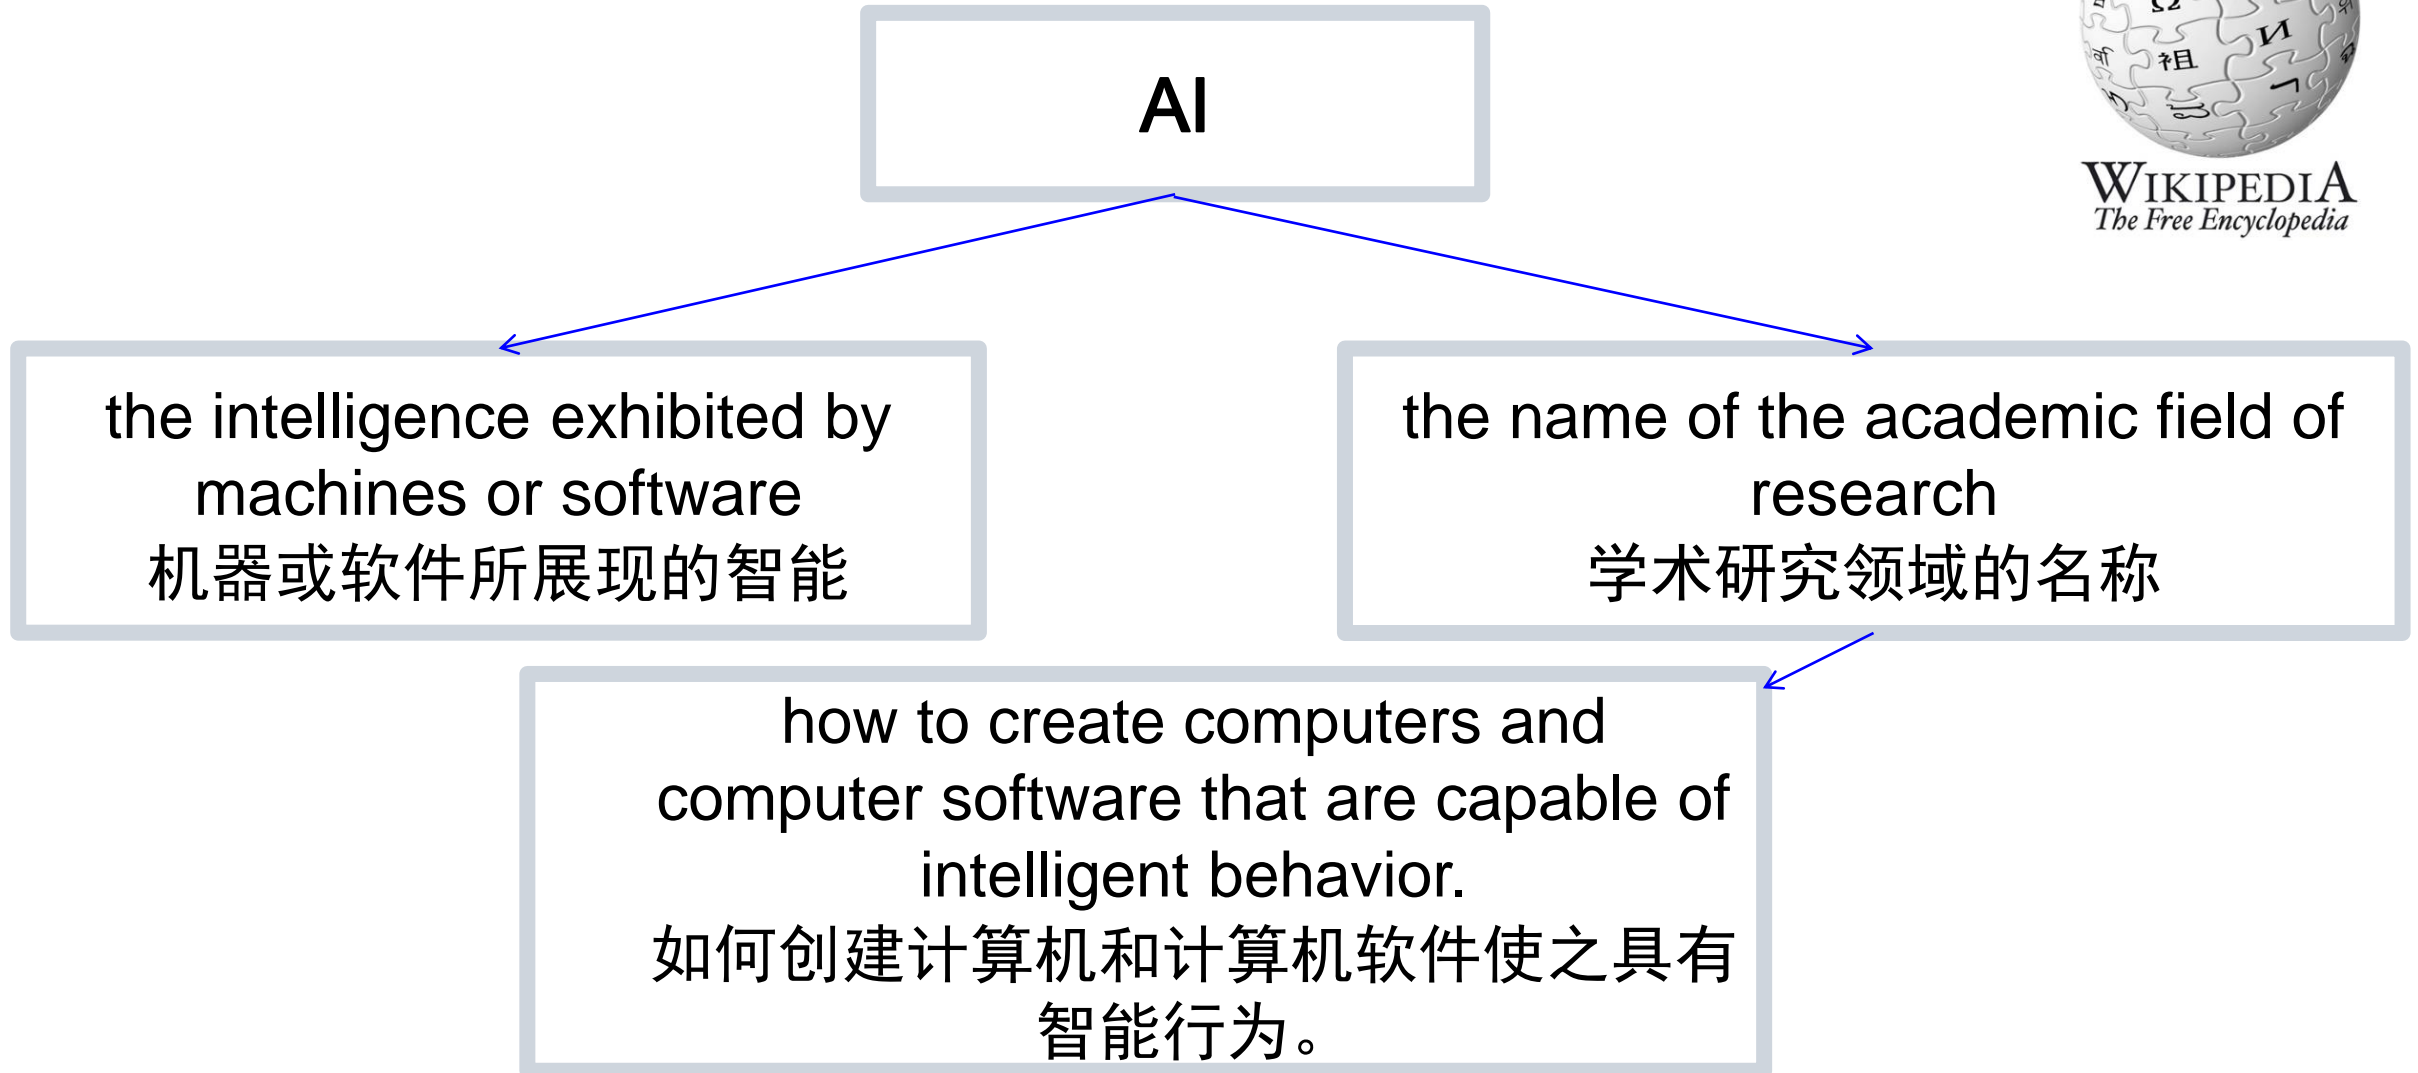 AI
Ω
И
祖
WIKIPEDIA
The Free Encyclopedia
the intelligence exhibited by
machines or software
机器或软件所展现的智能
the name of the academic field of
research
学术研究领域的名称
how to create computers and
computer software that are capable of
intelligent behavior.
如何创建计算机和计算机软件使之具有
智能行为。